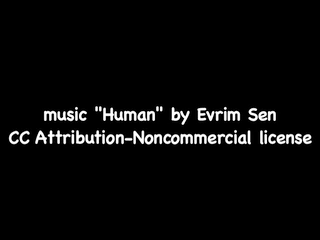 music "Human" by Evrim Sen
CC Attribution-Noncommercial license